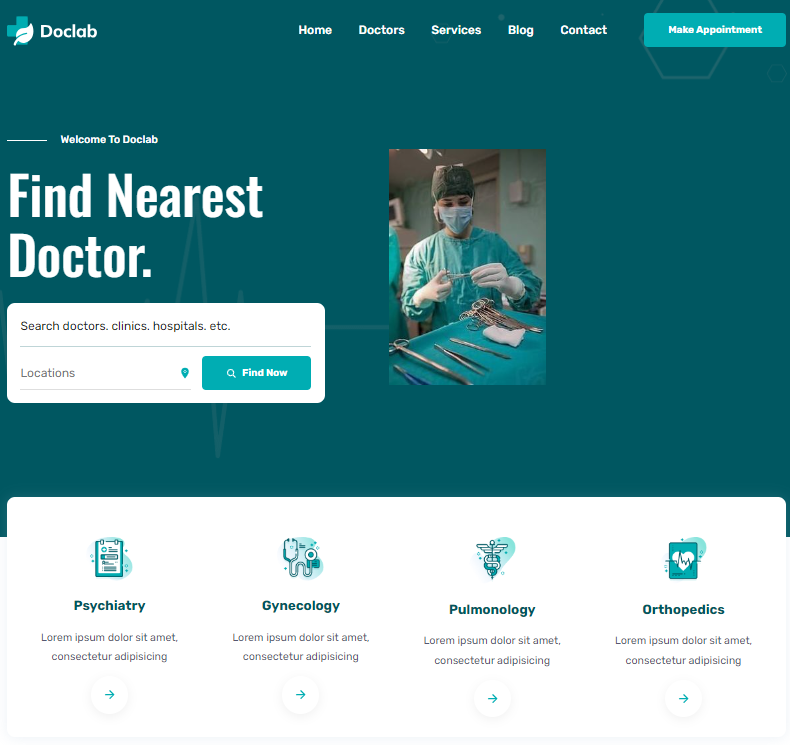 Doclab
Home Doctors Services Blog Contact Make Appointment
Welcome To Doclab
Find Nearest
Doctor.
Search doctors. clinics. hospitals. etc.
Locations Find Now
Psychiatry
Lorem ipsum dolor sit amet,
consectetur adipisicing
Gynecology
Lorem ipsum dolor sit amet,
consectetur adipisicing
Pulmonology
Lorem ipsum dolor sit amet,
consectetur adipisicing
Orthopedics
Lorem ipsum dolor sit amet,
consectetur adipisicing